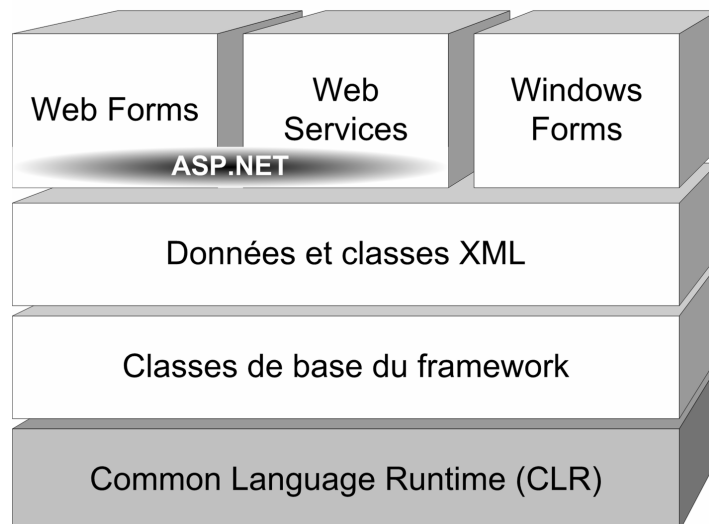 Web Forms
Web
Services
Windows
Forms
ASP.NET
Données et classes XML
Classes de base du framework
Common Language Runtime (CLR)